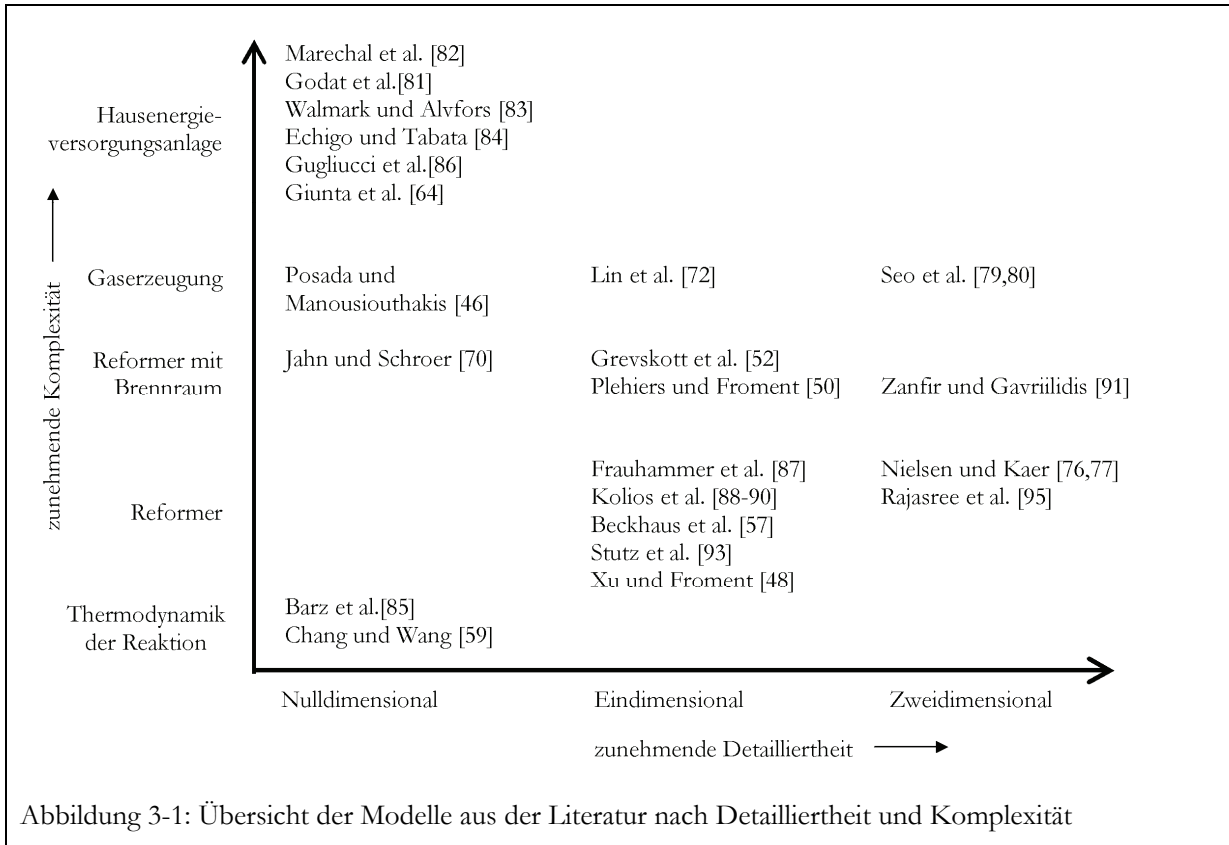 Marechal et al. [82]
Godat et al.[81]
Hausenergie-
Walmark und Alvfors [83]
versorgungsanlage
Echigo und Tabata [84]
Gugliucci et al.[86]
Giunta et al. [64]
zunehmende Komplexität
Gaserzeugung
Posada und
Manousiouthakis [46]
Lin et al. [72]
Seo et al. [79,80]
Reformer mit
Brennraum
Jahn und Schroer [70]
Grevskott et al. [52]
Plehiers und Froment [50]
Zanfir und Gavriilidis [91]
Reformer
Frauhammer et al. [87]
Kolios et al. [88-90]
Beckhaus et al. [57]
Stutz et al. [93]
Xu und Froment [48]
Nielsen und Kaer [76,77]
Rajasree et al. [95]
Thermodynamik
der Reaktion
Barz et al.[85]
Chang und Wang [59]
Nulldimensional
Eindimensional
Zweidimensional
zunehmende Detailliertheit
Abbildung 3-1: Übersicht der Modelle aus der Literatur nach Detailliertheit und Komplexität